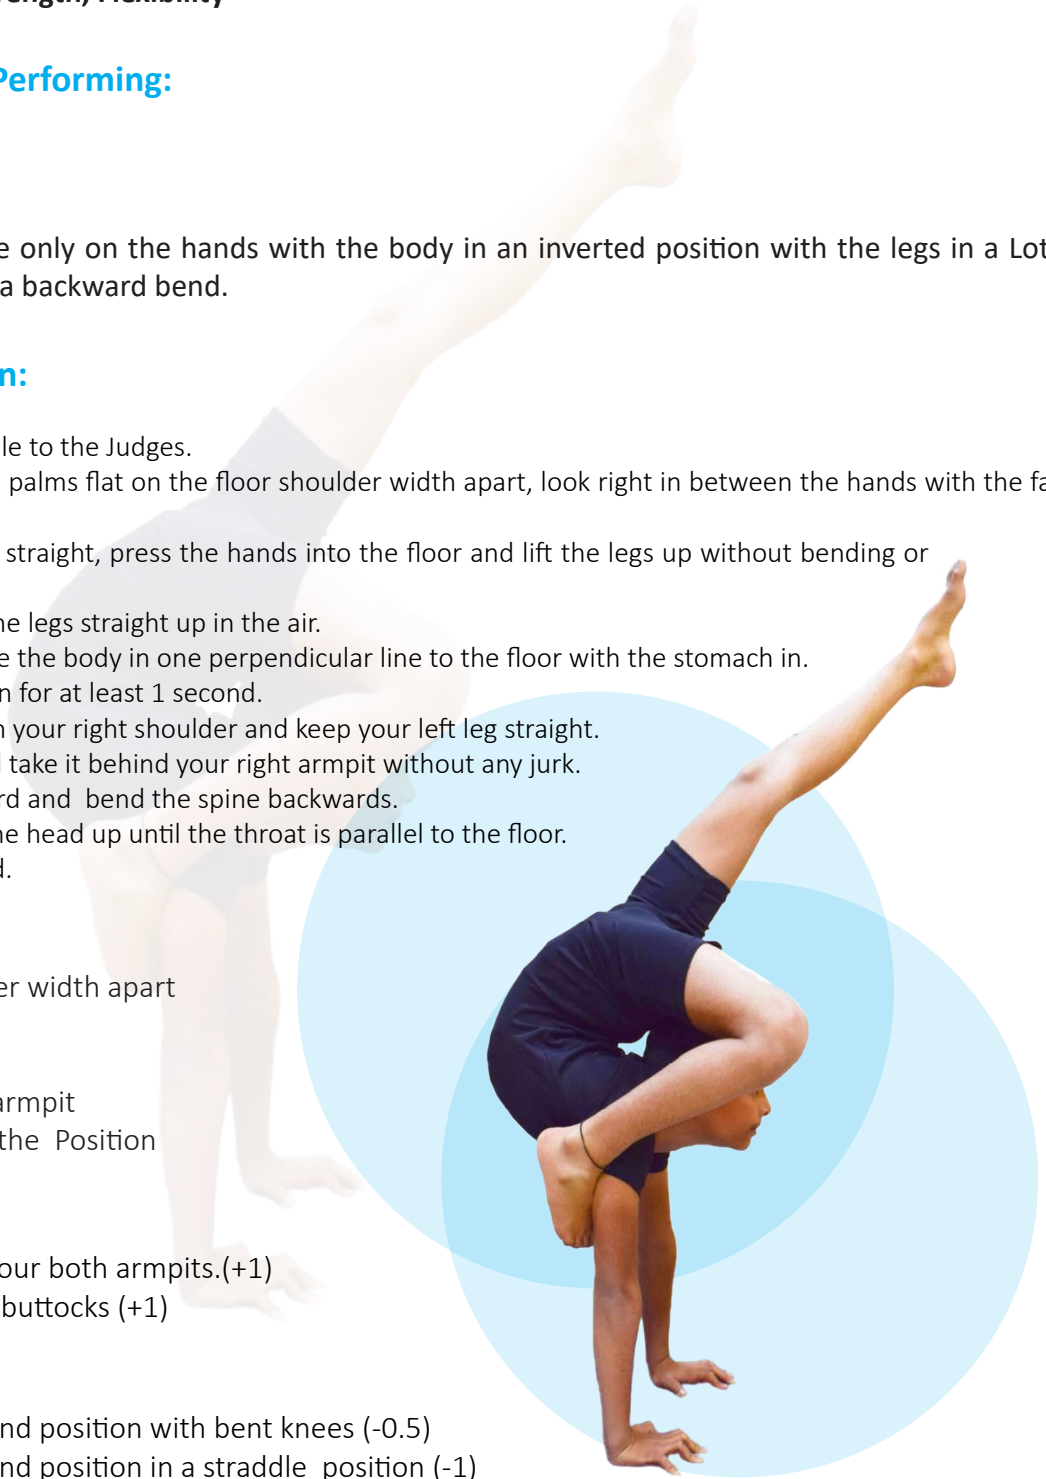 ength, Flexibility
Performing:
e only on the hands with the body in an inverted position with the legs in a Lot
a backward bend.
n:
le to the Judges.
palms flat on the floor shoulder width apart, look right in between the hands with the fa
straight, press the hands into the floor and lift the legs up without bending or
he legs straight up in the air.
e the body in one perpendicular line to the floor with the stomach in.
n for at least 1 second.
n your right shoulder and keep your left leg straight.
l take it behind your right armpit without any jurk.
rd and bend the spine backwards.
he head up until the throat is parallel to the floor.
d.
er width apart
armpit
the Position
our both armpits.(+1)
buttocks (+1)
nd position with bent knees (-0.5)
nd position in a straddle position (-1)